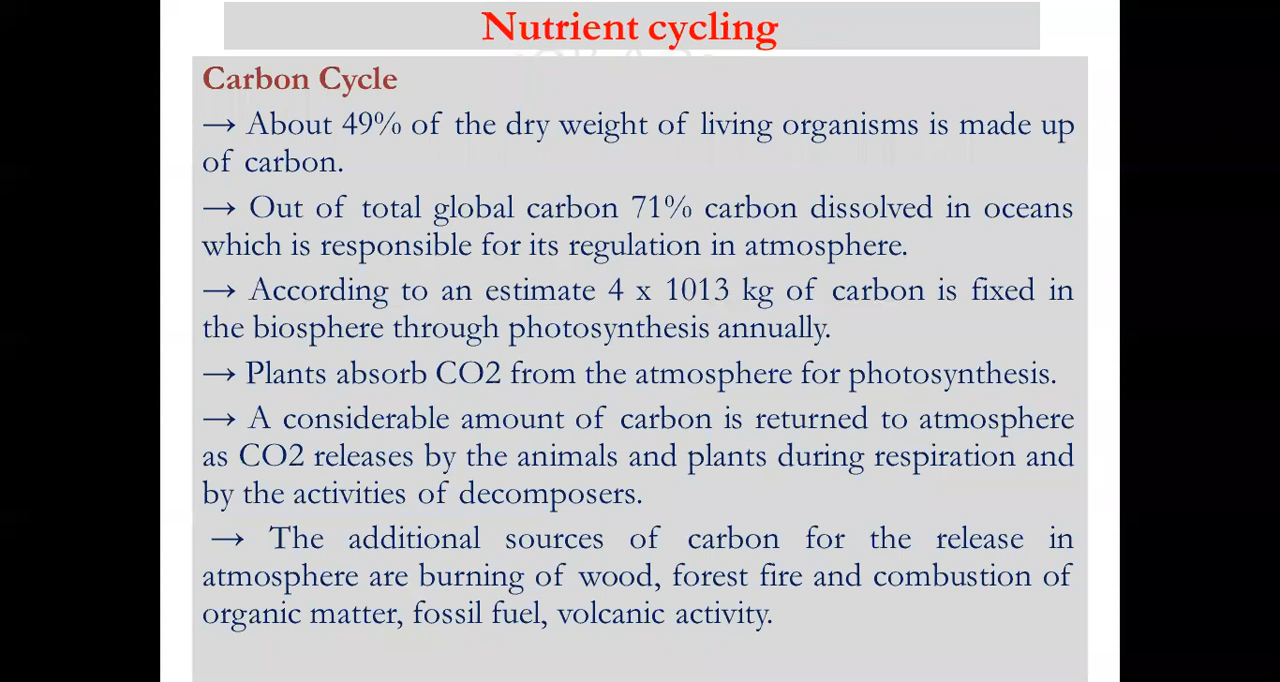 Nutrient cycling
Carbon Cycle
→ About 49% of the dry weight of living organisms is made up
of carbon.
→ Out of total global carbon 71% carbon dissolved in oceans
which is responsible for its regulation in atmosphere.
→ According to an estimate 4 x 1013 kg of carbon is fixed in
the biosphere through photosynthesis annually.
→ Plants absorb CO2 from the atmosphere for photosynthesis.
→ A considerable amount of carbon is returned to atmosphere
as CO2 releases by the animals and plants during respiration and
by the activities of decomposers.
→ The additional sources of carbon for the release in
atmosphere are burning of wood, forest fire and combustion of
organic matter, fossil fuel, volcanic activity.